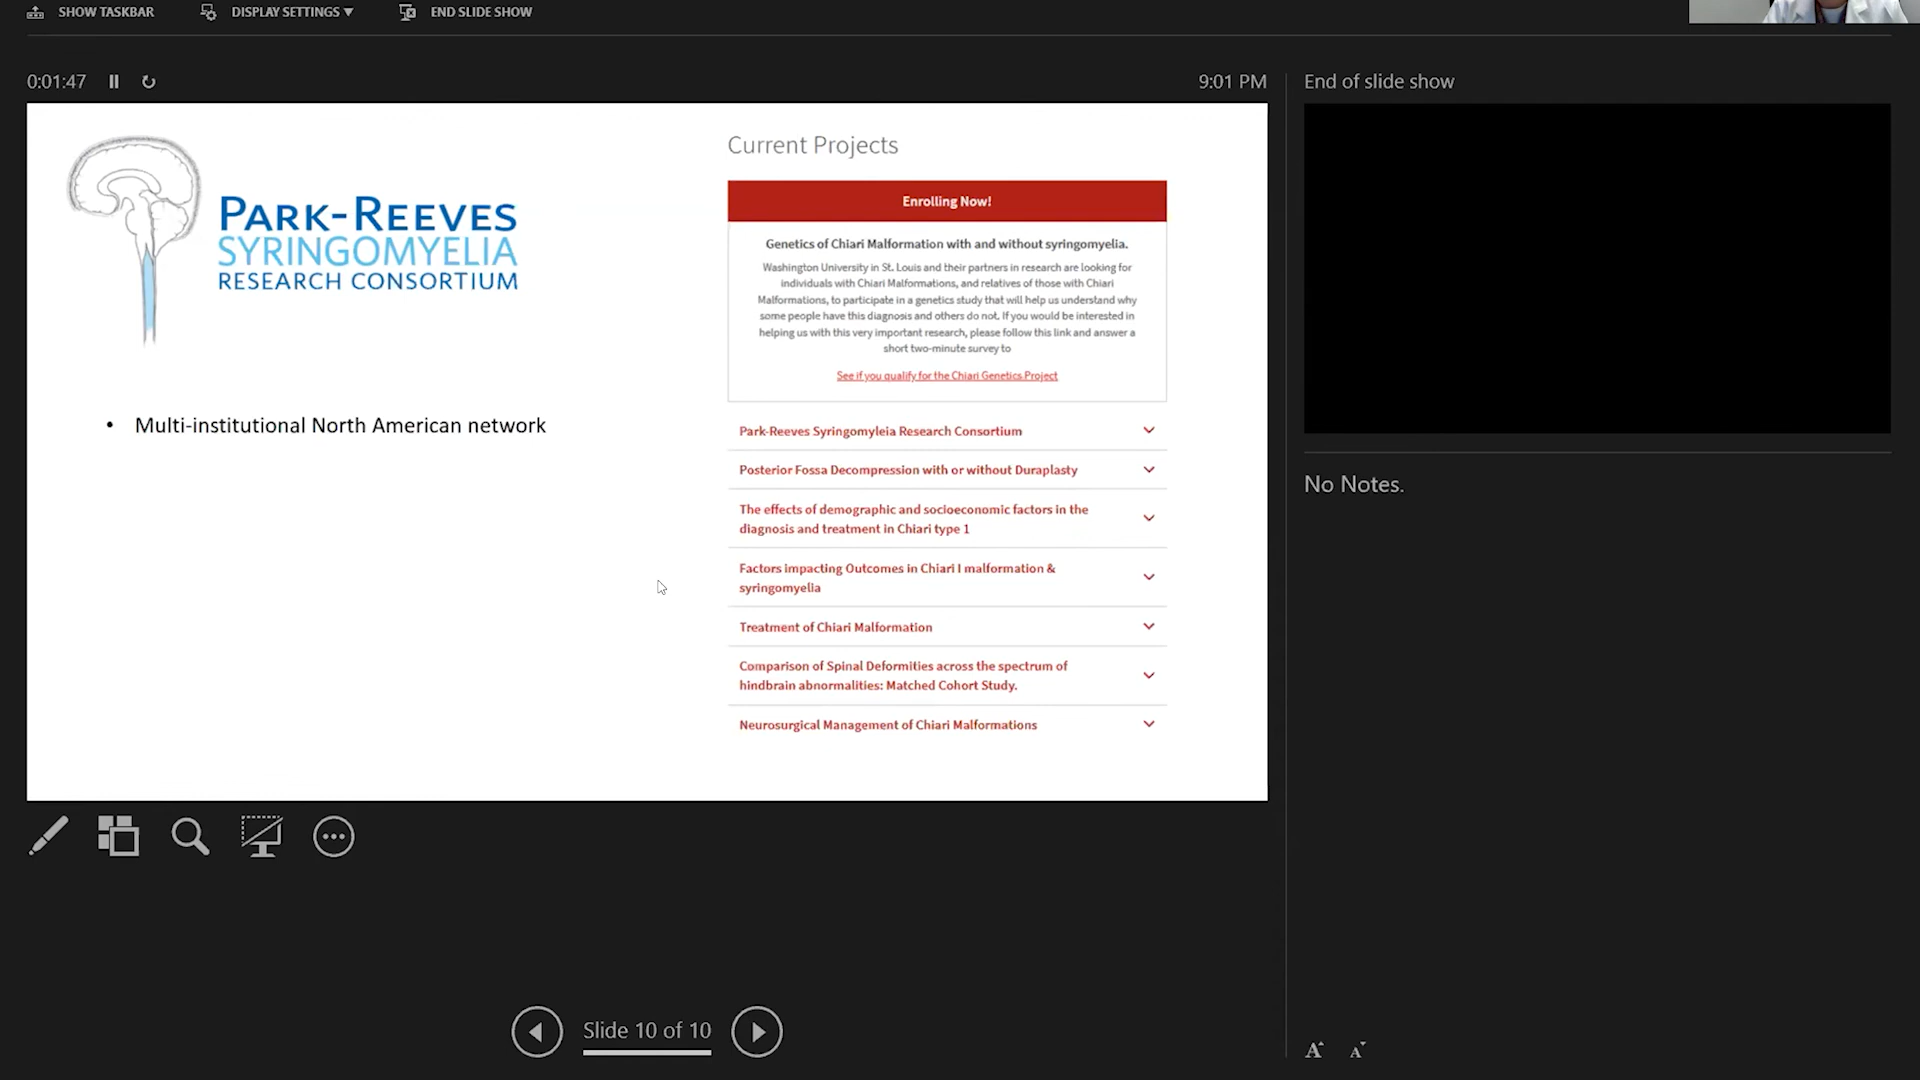 SHOW TASKBAR
DISPLAY SETTINGS ▼
END SLIDE SHOW
0:01:47
9:01 PM
End of slide show
PARK-REEVES
SYRINGOMYELIA
RESEARCH CONSORTIUM
• Multi-institutional North American network
Current Projects
Enrolling Now!
Genetics of Chiari Malformation with and without syringomyelia.
Washington University in St. Louis and their partners in research are looking for
individuals with Chiari Malformations, and relatives of those with Chiari
Malformations, to participate in a genetics study that will help us understand why
some people have this diagnosis and others do not. If you would be interested in
helping us with this very important research, please follow this link and answer a
short two-minute survey to
See if you qualify for the Chiari Genetics Project
Park-Reeves Syringomyleia Research Consortium
Posterior Fossa Decompression with or without Duraplasty
The effects of demographic and socioeconomic factors in the
diagnosis and treatment in Chiari type 1
Factors impacting Outcomes in Chiari I malformation &
syringomyelia
Treatment of Chiari Malformation
Comparison of Spinal Deformities across the spectrum of
hindbrain abnormalities: Matched Cohort Study.
Neurosurgical Management of Chiari Malformations
No Notes.
Slide 10 of 10
A A